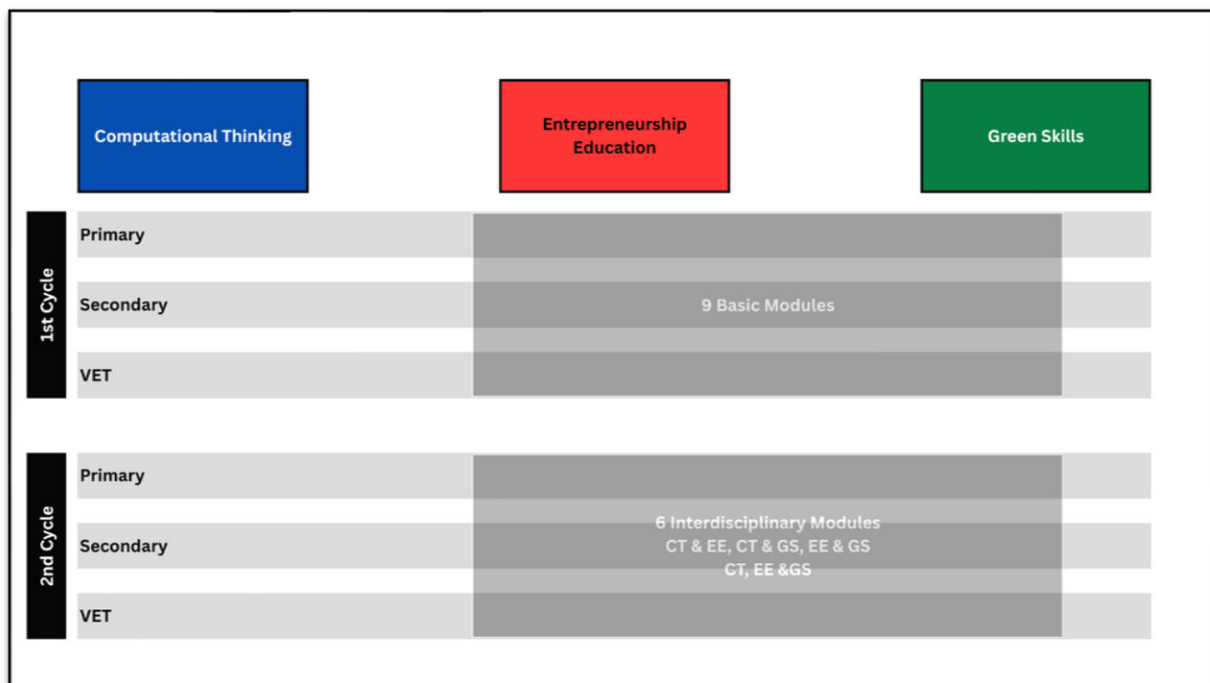 Computational Thinking
Entrepreneurship
Education
Green Skills
1st Cycle
Primary
Secondary
VET
9 Basic Modules
2nd Cycle
Primary
Secondary
VET
6 Interdisciplinary Modules
CT & EE, CT & GS, EE & GS
CT, EE &GS